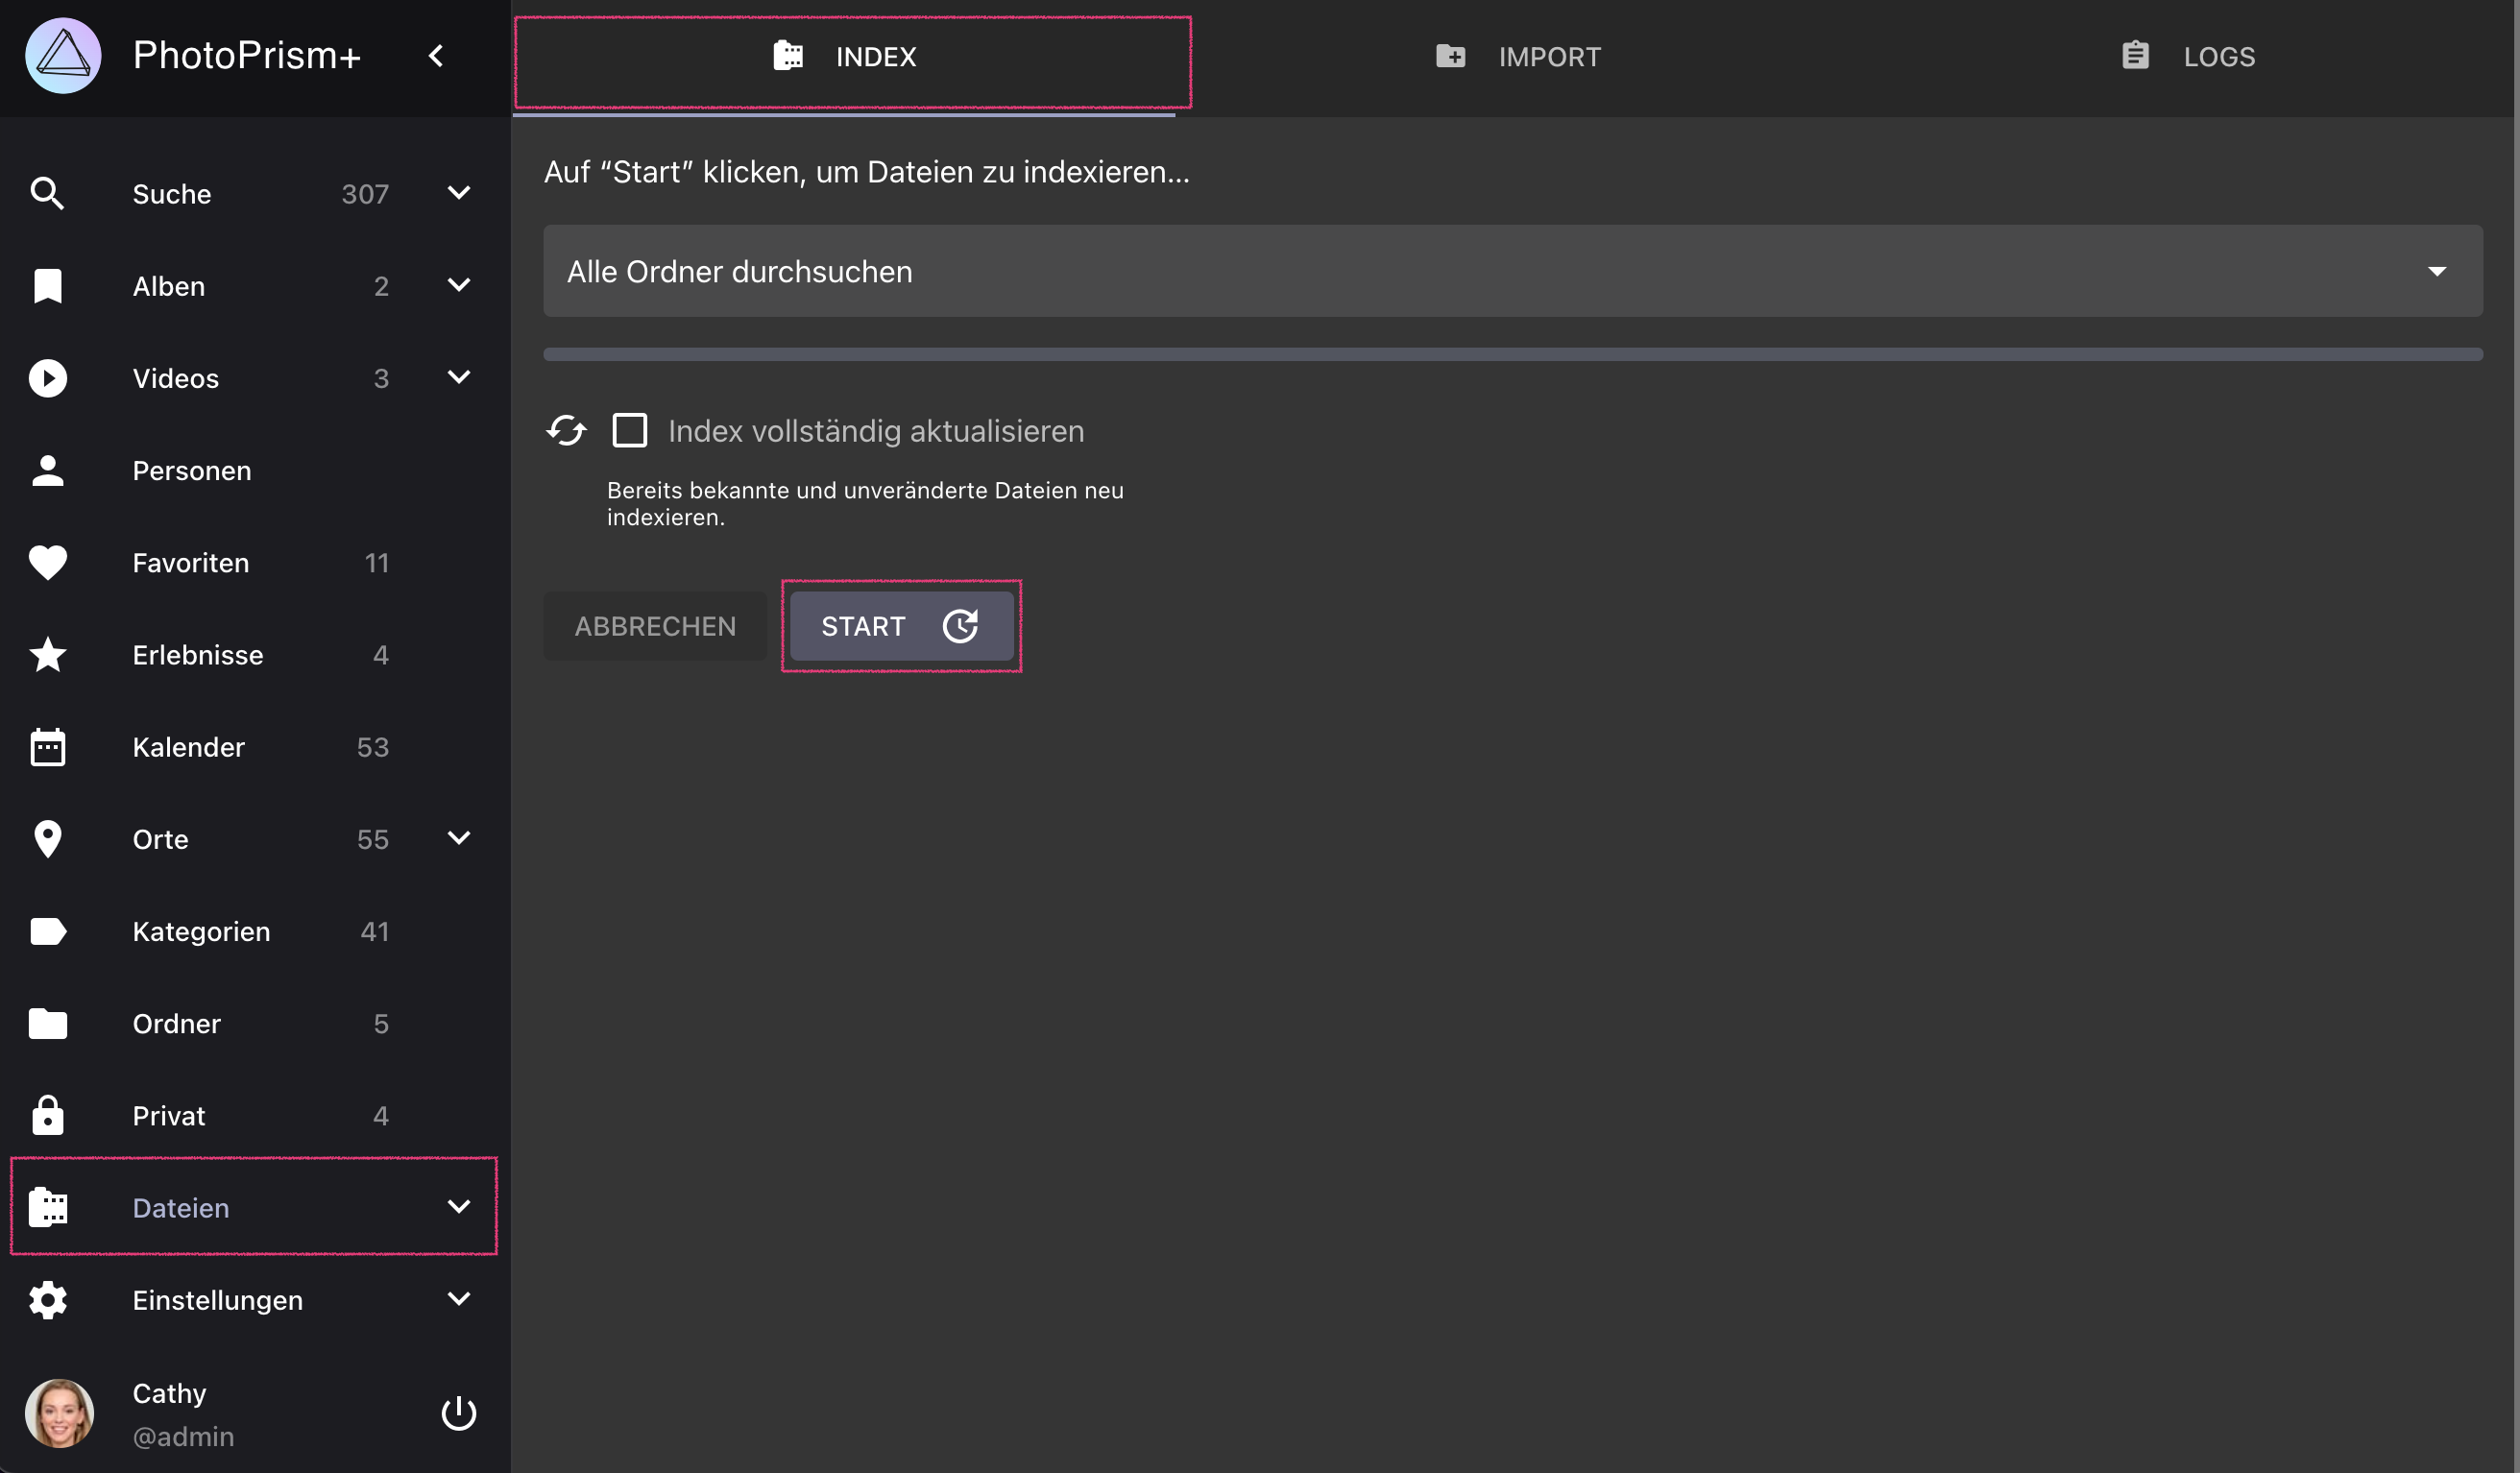 PhotoPrism+
INDEX
IMPORT
LOGS
Suche 307
Alben 2
Videos 3
Personen
Favoriten 11
Erlebnisse 4
Kalender 53
Orte 55
Kategorien 41
Ordner 5
Privat 4
Dateien
Einstellungen
Cathy
@admin
Auf “Start” klicken, um Dateien zu indexieren...
Alle Ordner durchsuchen
Index vollständig aktualisieren
Bereits bekannte und unveränderte Dateien neu
indexieren.
ABBRECHEN
START